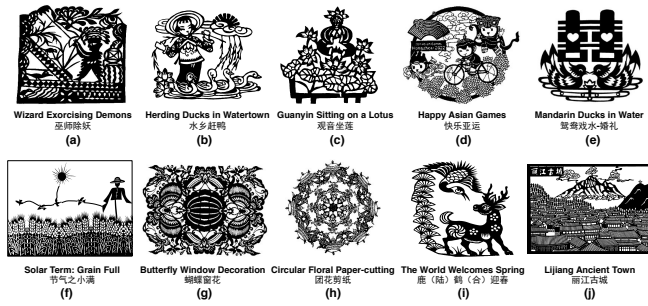 Wizard Exorcising Demons
巫师除妖
(a)
Herding Ducks in Watertown
水乡赶鸭
(b)
Guanyin Sitting on a Lotus
观音坐莲
(c)
Happy Asian Games
快乐亚运
(d)
Mandarin Ducks in Water
鸳鸯戏水-婚礼
(e)
Solar Term: Grain Full
节气之小满
(f)
Butterfly Window Decoration
蝴蝶窗花
(g)
Circular Floral Paper-cutting
团花剪纸
(h)
The World Welcomes Spring
鹿（陆）鹤（合）迎春
(i)
丽江古城
Lijiang Ancient Town
丽江古城
(j)